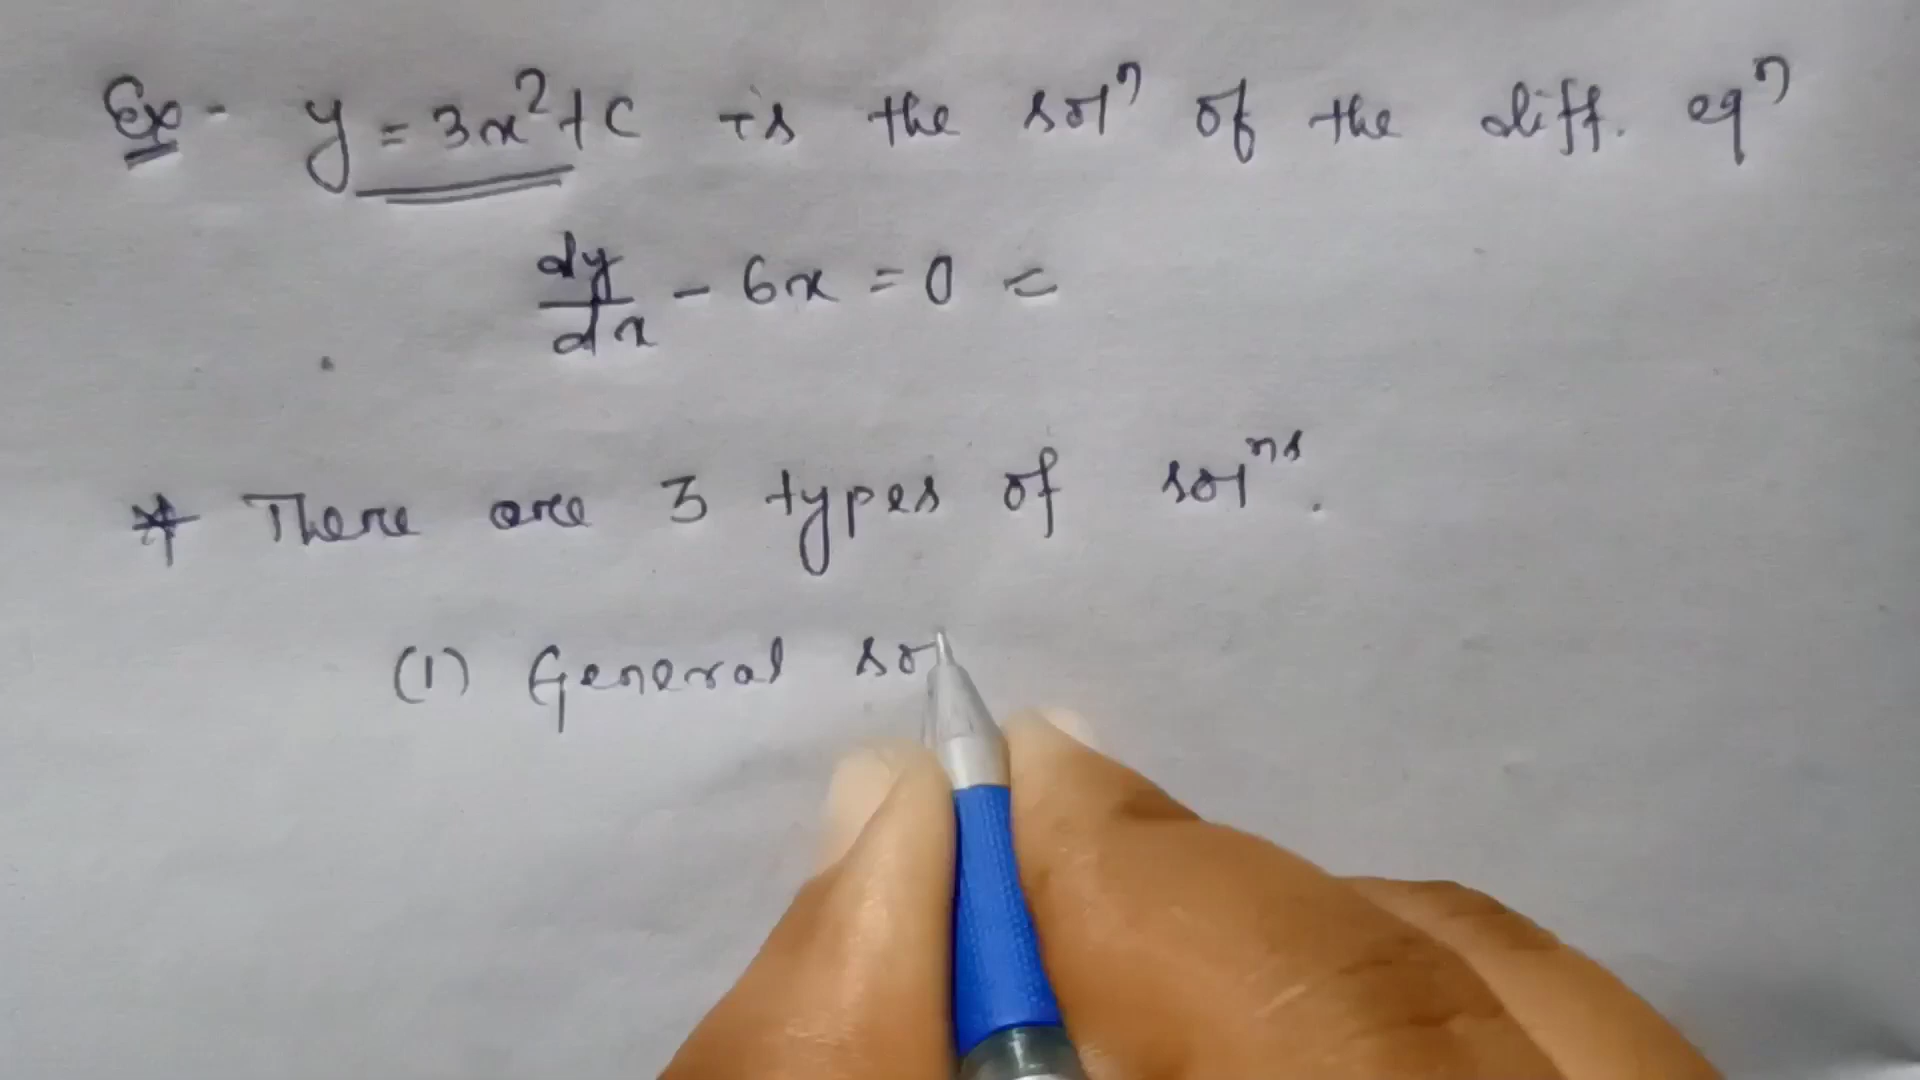 Ex - y = 3x²+c is the solⁿ of the diff. eqⁿ
dy/dx - 6x = 0 =
* There are 3 types of solⁿˢ.
(1) General sol